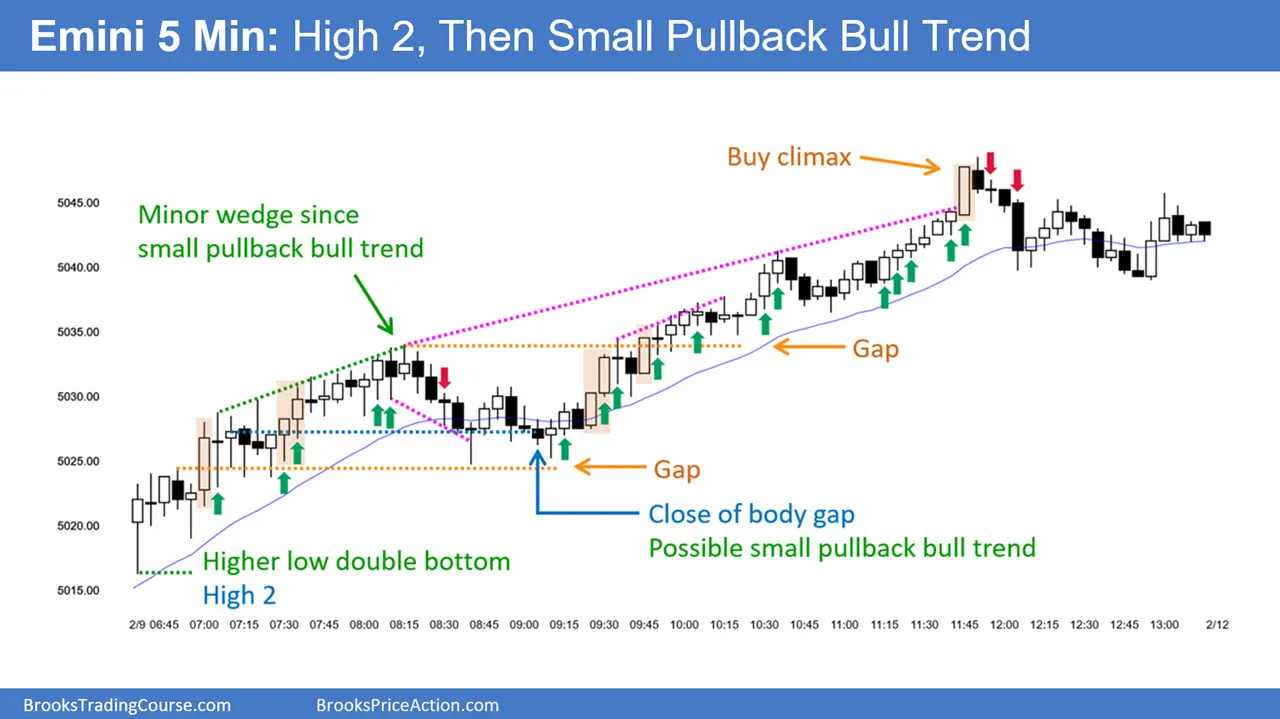 Emini 5 Min: High 2, Then Small Pullback Bull Trend
Buy climax
5045.00
Minor wedge since
small pullback bull trend
5040.00
5035.00
Gap
5030.00
5025.00
Gap
Close of body gap
5020.00
Possible small pullback bull trend
Higher low double bottom
5015.00
High 2
2/9 06:45 07:00 07:15 07:30 07:45 08:00 08:15 08:30 08:45 09:00 09:15 09:30 09:45 10:00 10:15 10:30 10:45 11:00 11:15 11:30 11:45 12:00 12:15 12:30 12:45 13:00 2/12
BrooksTradingCourse.com BrooksPriceAction.com